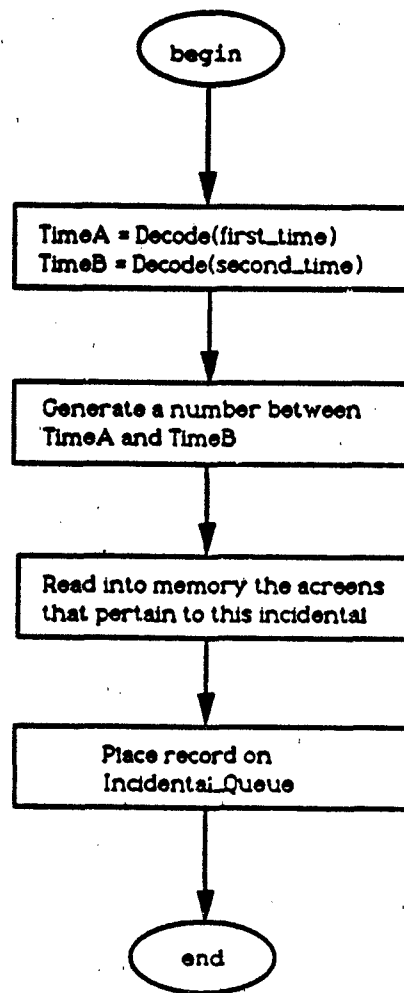 begin
TimeA = Decode(first_time)
TimeB = Decode(second_time)
Generate a number between
TimeA and TimeB
Read into memory the acreens
that pertain to this incidental
Place record on
Incidental_Queue
end